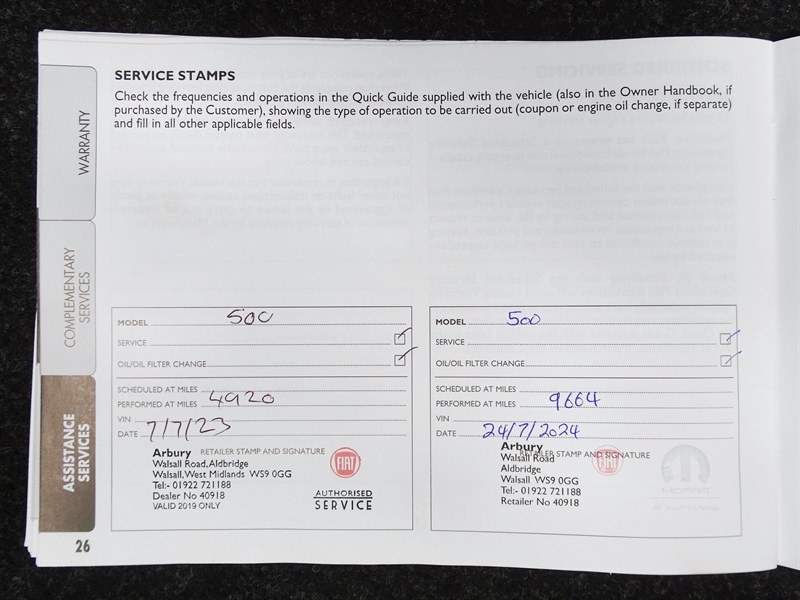 SERVICE STAMPS
Check the frequencies and operations in the Quick Guide supplied with the vehicle (also in the Owner Handbook, if
purchased by the Customer), showing the type of operation to be carried out (coupon or engine oil change, if separate)
and fill in all other applicable fields.
WARRANTY
COMPLEMENTARY
SERVICES
ASSISTANCE
SERVICES
MODEL 500
SERVICE
OIL/OIL FILTER CHANGE
SCHEDULED AT MILES
PERFORMED AT MILES 4920
VIN
DATE 7/7/23
RETAILER STAMP AND SIGNATURE
Arbury
Walsall Road, Aldbridge
Walsall, West Midlands WS9 0GG
Tel:- 01922 721188
Dealer No 40918
VALID 2019 ONLY
FIAT
AUTHORISED
SERVICE
MODEL 500
SERVICE
OIL/OIL FILTER CHANGE
SCHEDULED AT MILES
PERFORMED AT MILES 9664
VIN
DATE 24/7/2024
RETAILER STAMP AND SIGNATURE
Arbury
Walsall Road
Aldbridge
Walsall WS9 0GG
Tel:- 01922 721188
Retailer No 40918
FIAT
26